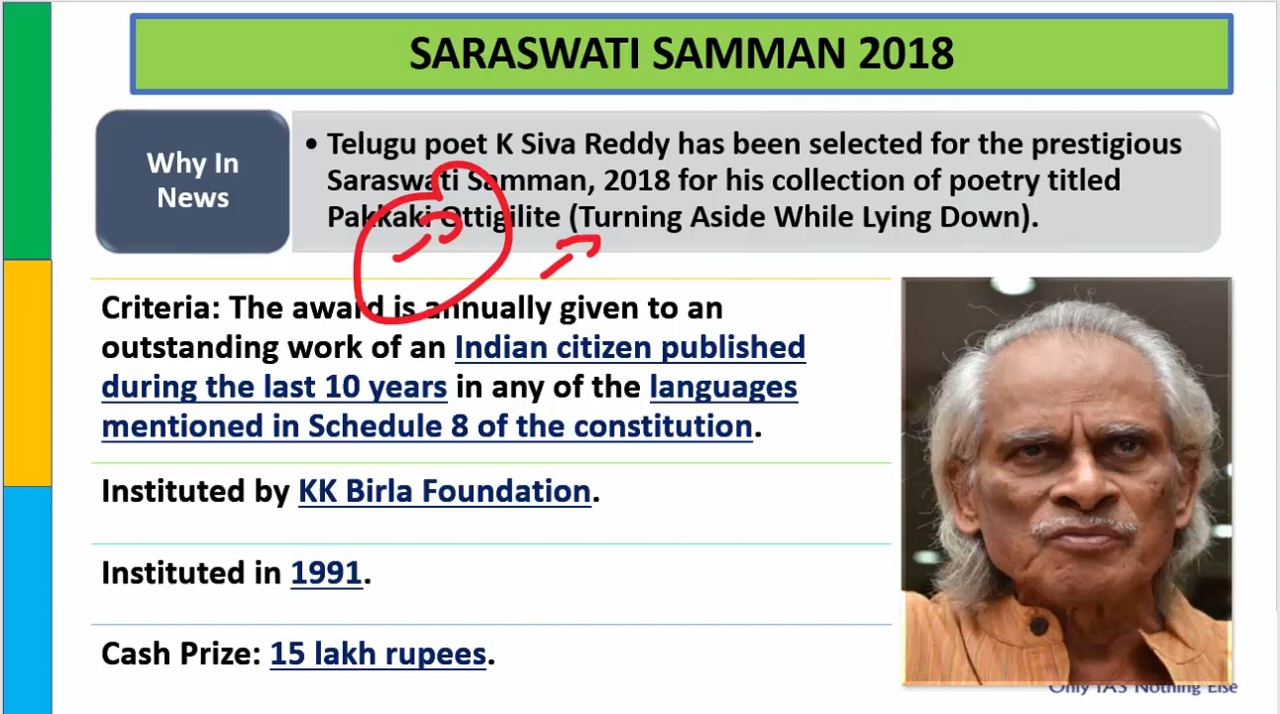 SARASWATI SAMMAN 2018
Why In
News
• Telugu poet K Siva Reddy has been selected for the prestigious
Saraswati Samman, 2018 for his collection of poetry titled
Pakkaki Ottigilite (Turning Aside While Lying Down).
Criteria: The award is annually given to an
outstanding work of an Indian citizen published
during the last 10 years in any of the languages
mentioned in Schedule 8 of the constitution.
Instituted by KK Birla Foundation.
Instituted in 1991.
Cash Prize: 15 lakh rupees.
Only IAS Nothing Else